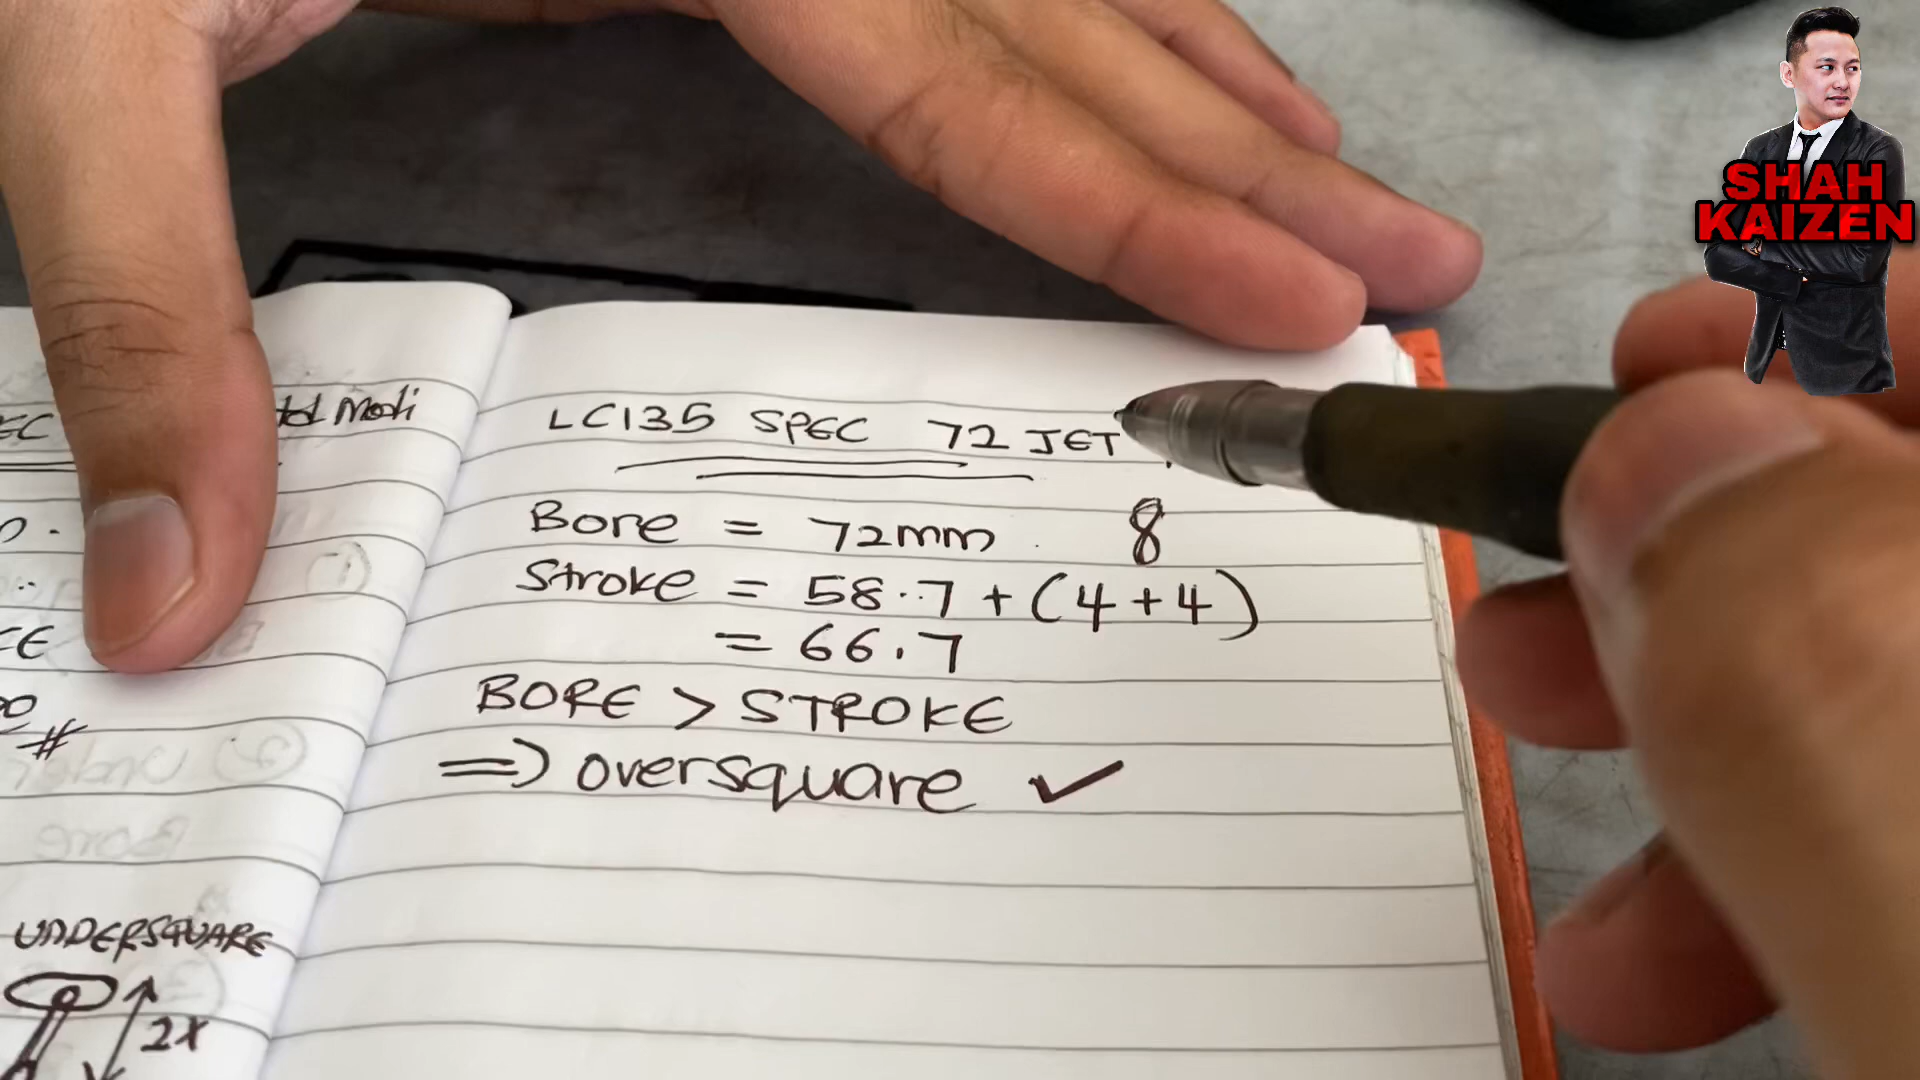 SHAH
KAIZEN
LC135 SPEC 72 JET
Bore = 72mm 8
Stroke = 58.7 + (4+4)
= 66.7
BORE > STROKE
=> oversquare ✓
UNDERSQUARE
2x